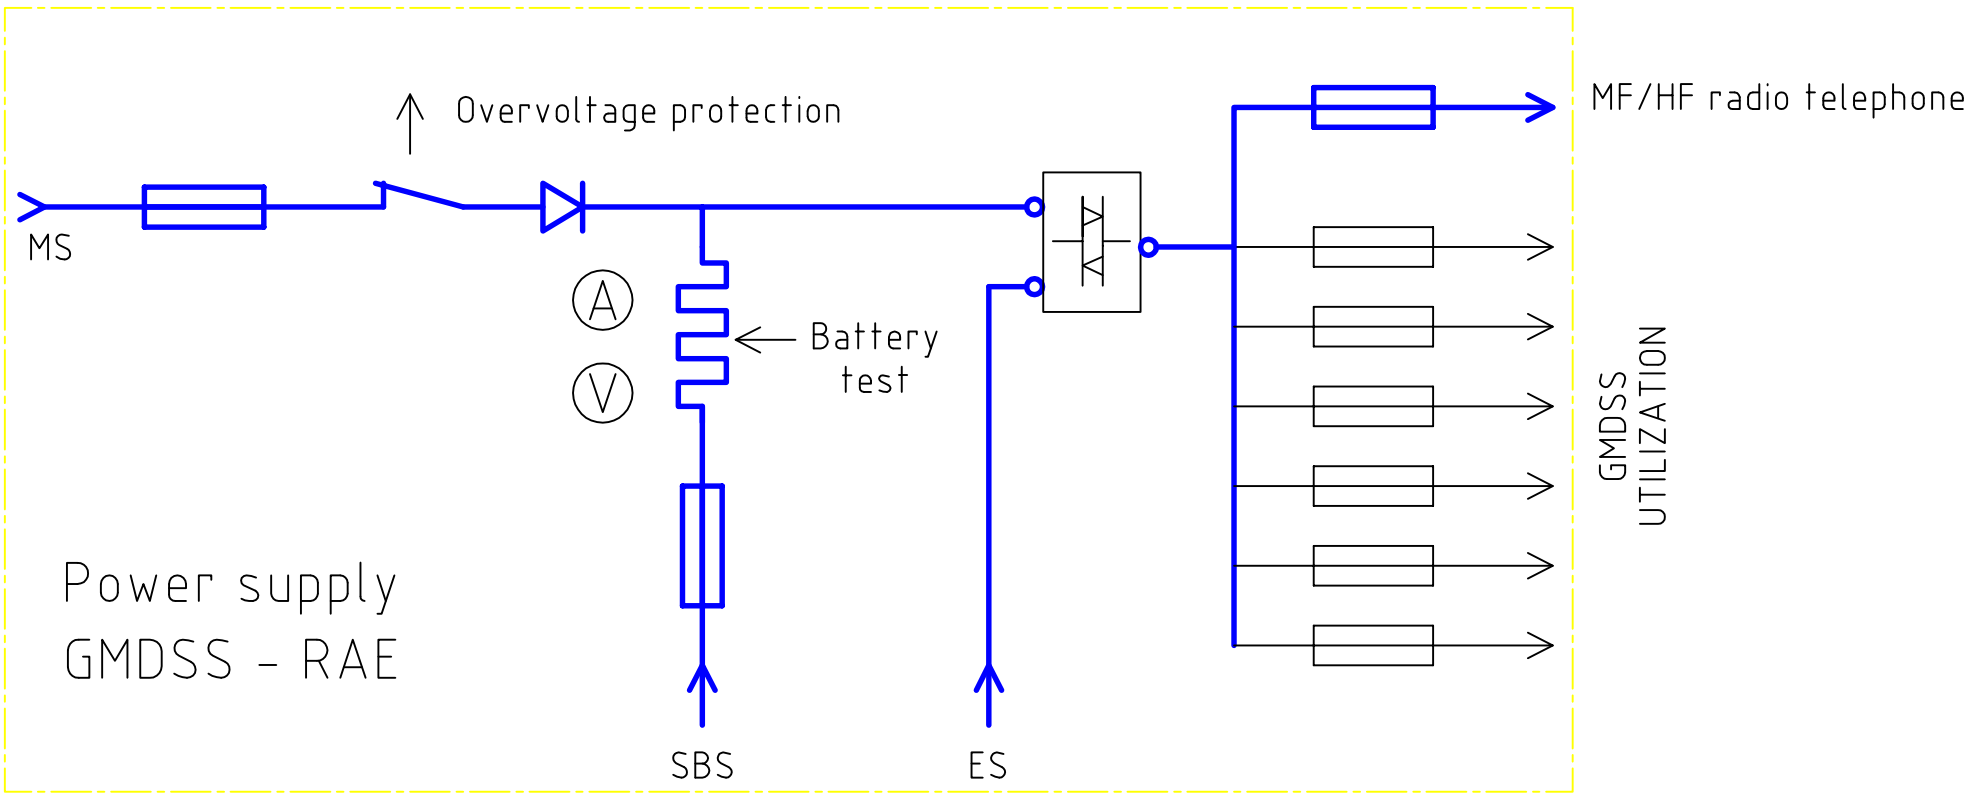 MF/HF radio telephone
Overvoltage protection
MS
A
Battery
test
V
GMDSS
UTILIZATION
Power supply
GMDSS - RAE
SBS
ES